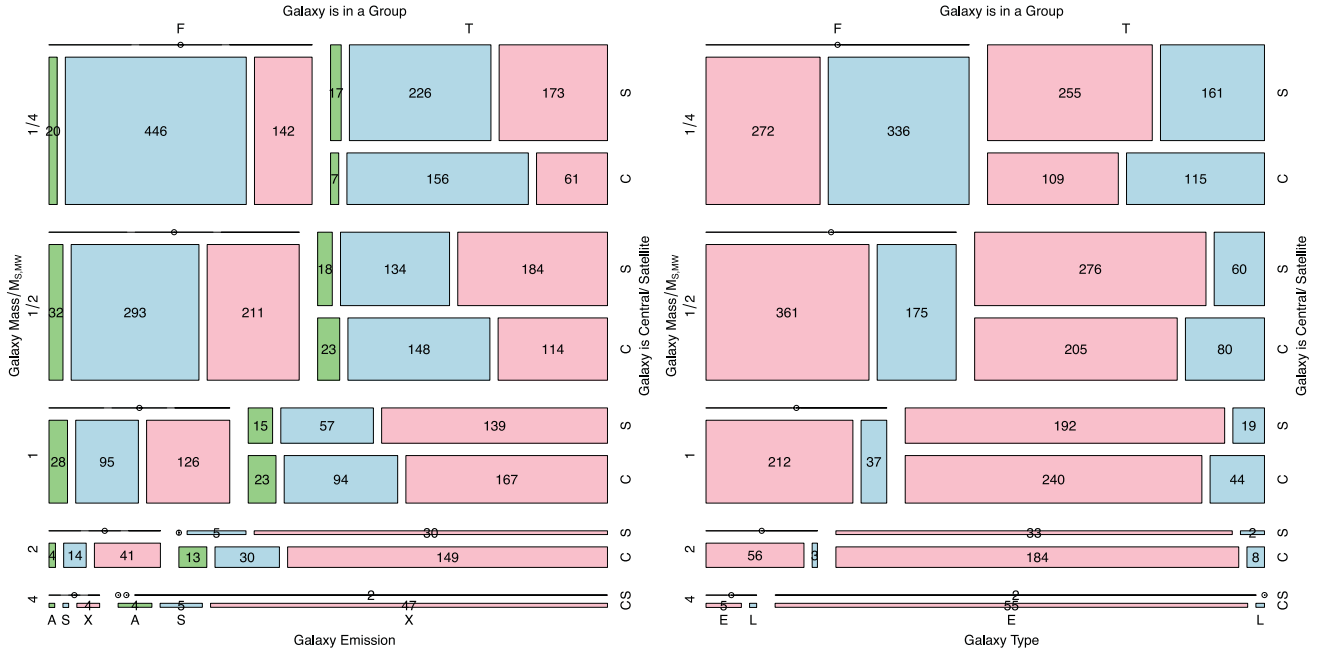 Galaxy is in a Group
F T
1/4 20 446 142 17 226 173 S
7 156 61 C
1/2 32 293 211 18 134 184 S
23 148 114 C
1 28 95 126 15 57 139 S
23 94 167 C
2 4 14 41 5 30 S
13 30 149 C
4 4 2 S
4 5 47 C
A S X A S X
Galaxy Emission
Galaxy Mass/M_S,MW
Galaxy is Central/ Satellite
Galaxy is in a Group
F T
1/4 272 336 255 161 S
109 115 C
1/2 361 175 276 60 S
205 80 C
1 212 37 192 19 S
240 44 C
2 56 3 33 2 S
184 8 C
4 5 2 S
55 C
E L E L
Galaxy Type
Galaxy Mass/M_S,MW
Galaxy is Central/ Satellite